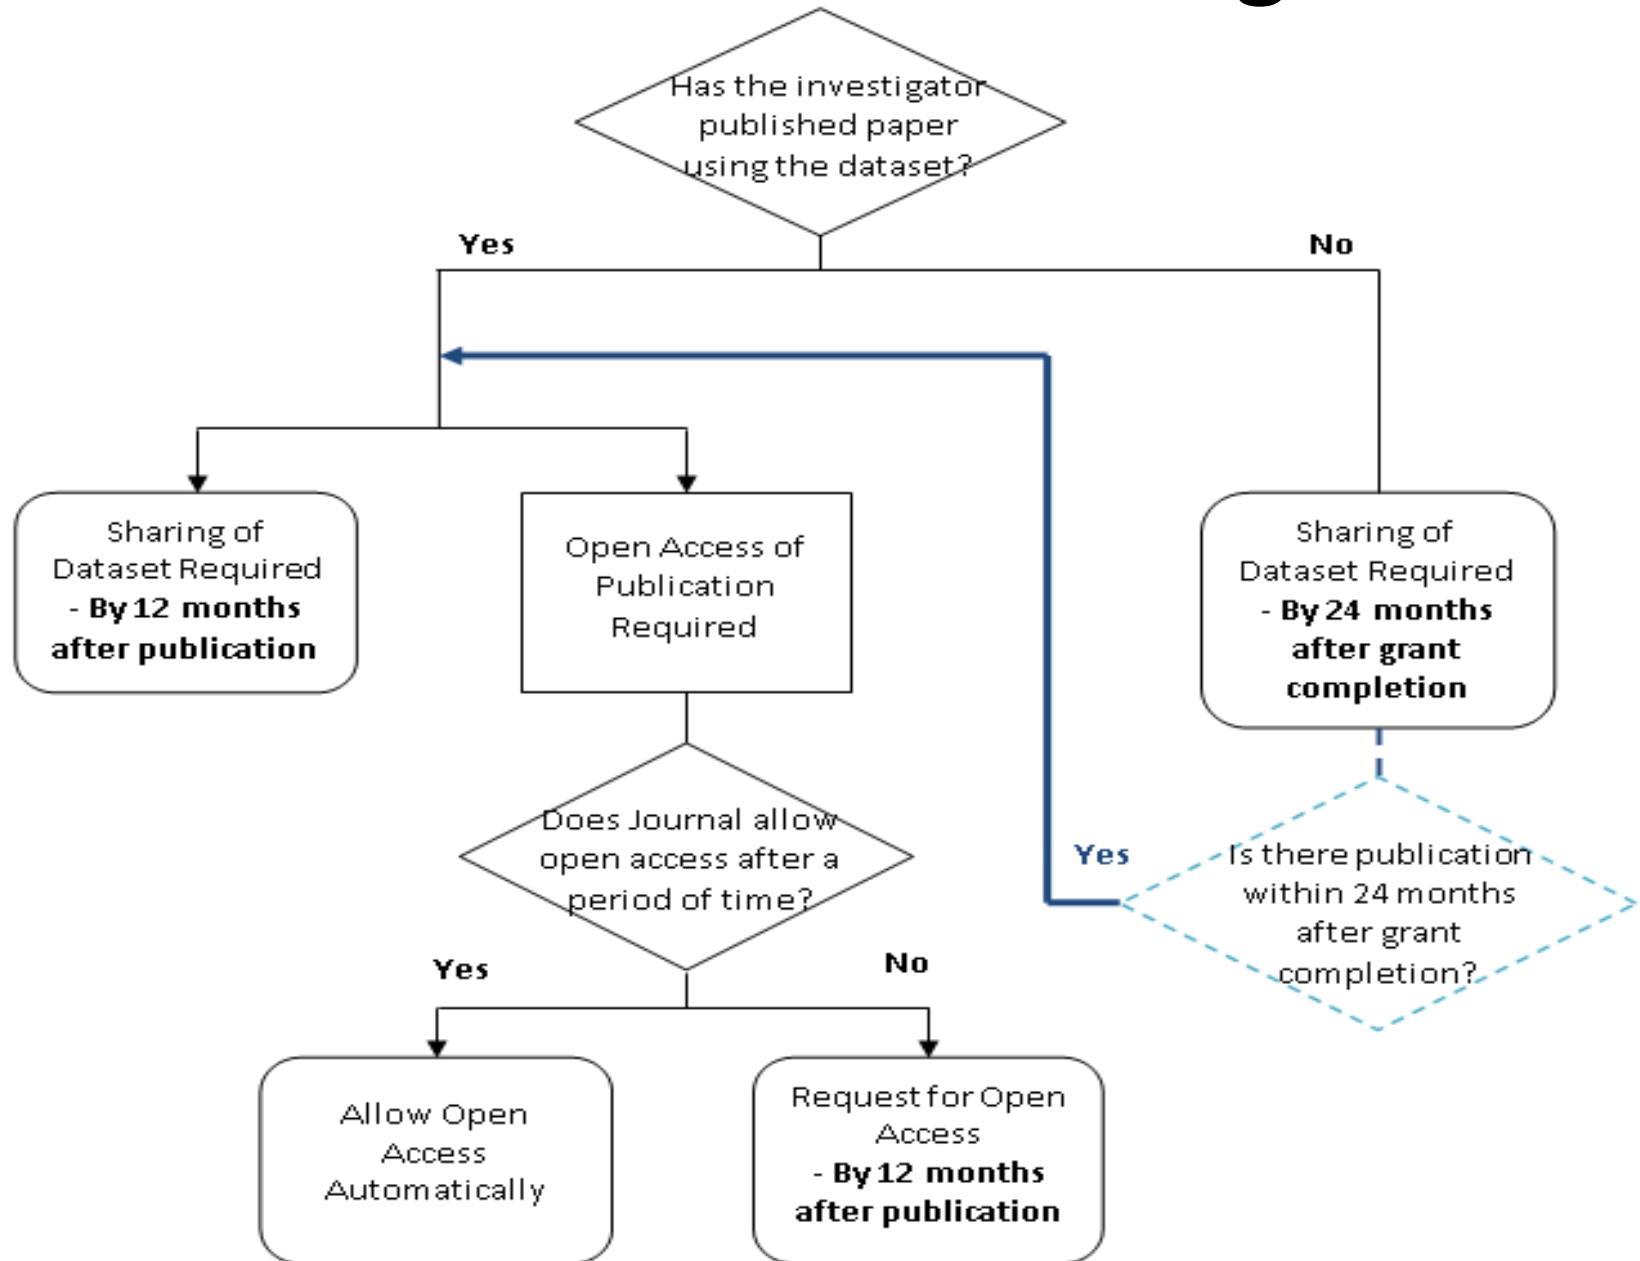 Has the investigator
published paper
using the dataset?
Yes
No
Sharing of
Dataset Required
- By 12 months
after publication
Open Access of
Publication
Required
Sharing of
Dataset Required
- By 24 months
after grant
completion
Does Journal allow
open access after a
period of time?
Yes
Is there publication
within 24 months
after grant
completion?
Yes
No
Allow Open
Access
Automatically
Request for Open
Access
- By 12 months
after publication